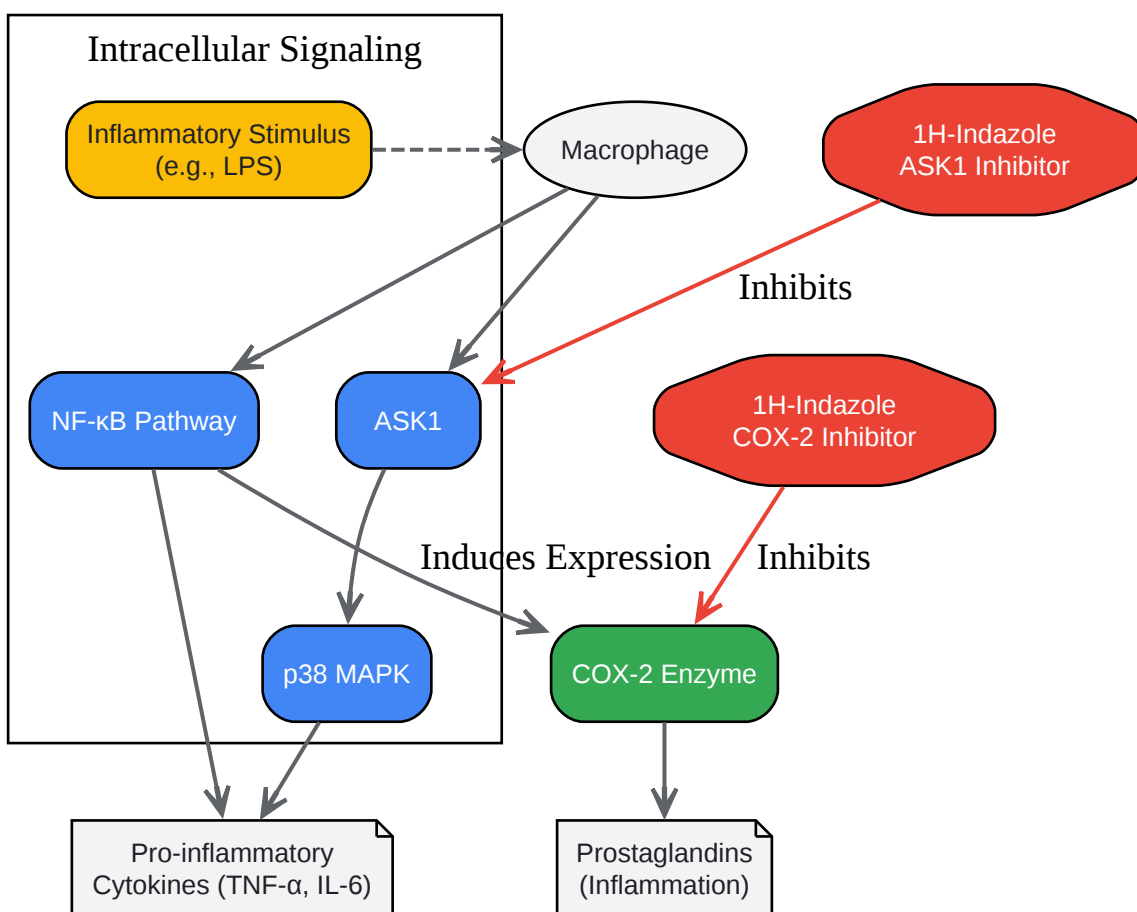 Intracellular Signaling
Inflammatory Stimulus
(e.g., LPS)
Macrophage
1H-Indazole
ASK1 Inhibitor
Inhibits
NF-κB Pathway
ASK1
1H-Indazole
COX-2 Inhibitor
Induces Expression
Inhibits
p38 MAPK
COX-2 Enzyme
Pro-inflammatory
Cytokines (TNF-α, IL-6)
Prostaglandins
(Inflammation)